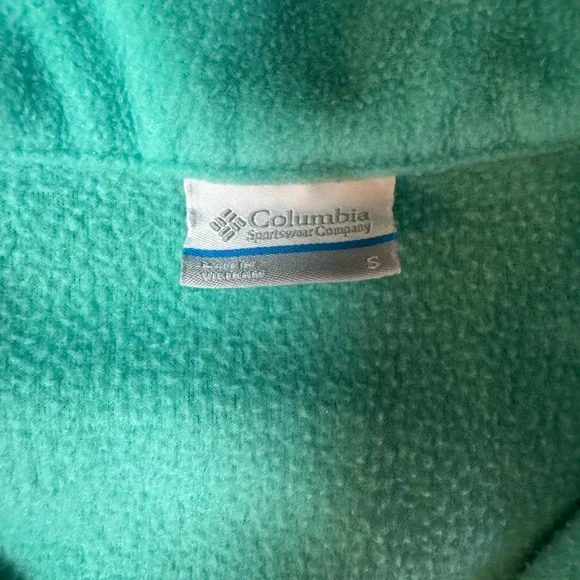 Columbia
Sportswear Company
MADE IN
VIETNAM
S